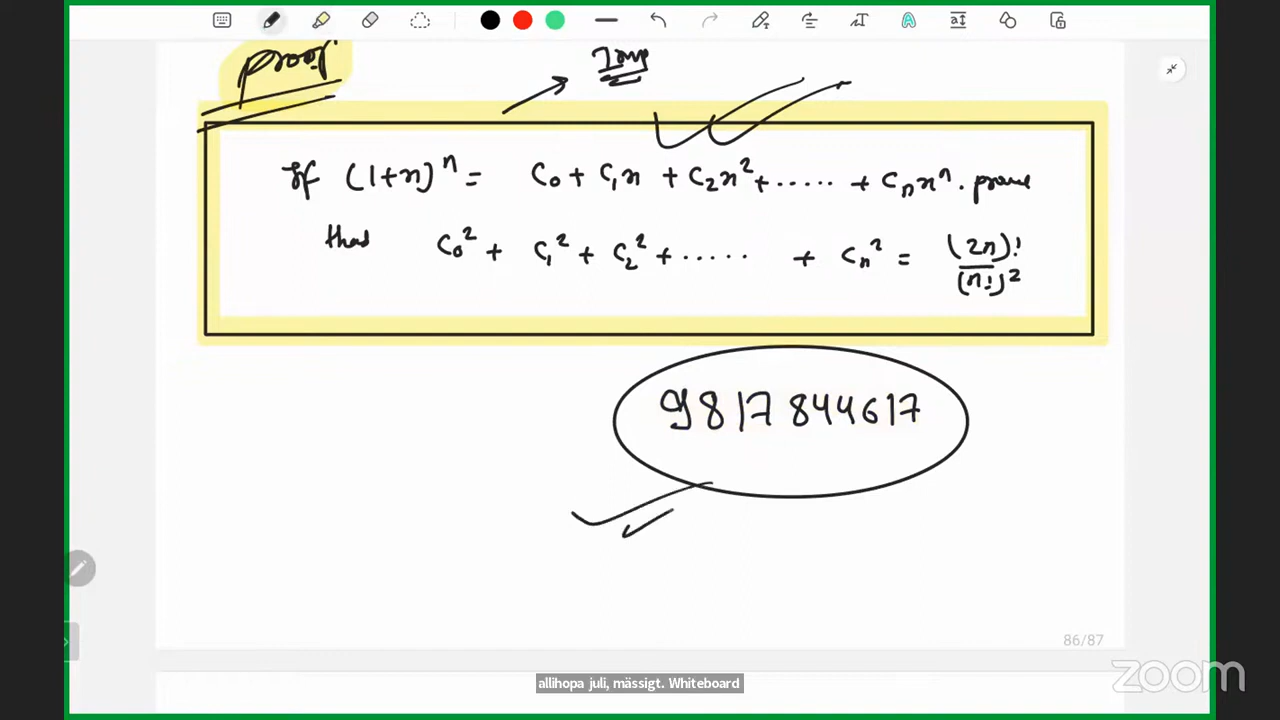 proof
Imp
If (1+x)ⁿ = C₀ + C₁x + C₂x² + ..... + Cₙxⁿ. prove
that C₀² + C₁² + C₂² + ..... + Cₙ² = (2n)! / (n!)²
9817844617
86/87
allihopa juli, mässigt. Whiteboard
zoom